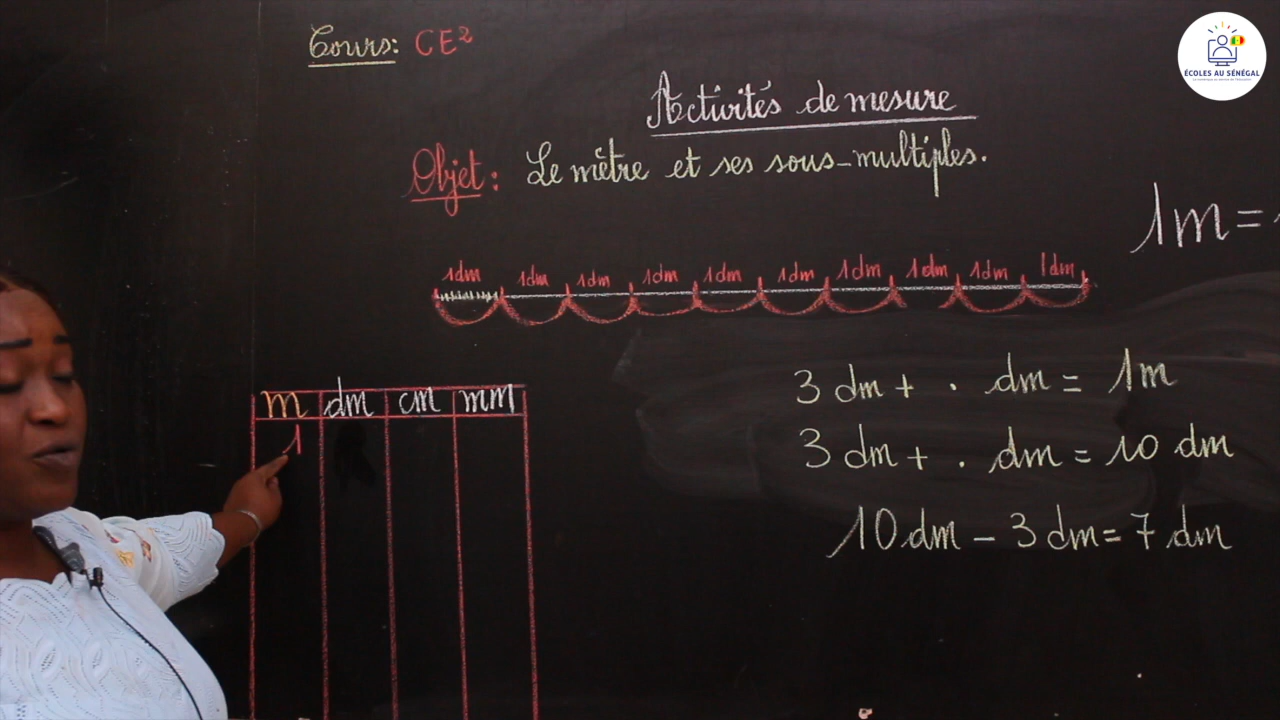 Cours: CE2
ÉCOLES AU SÉNÉGAL
Activités de mesure
Objet: Le mètre et ses sous-multiples.
1m =
1dm 1dm 1dm 1dm 1dm 1dm 1dm 1dm 1dm 1dm
m dm cm mm
1
3 dm + . dm = 1m
3 dm + . dm = 10 dm
10 dm - 3 dm = 7 dm